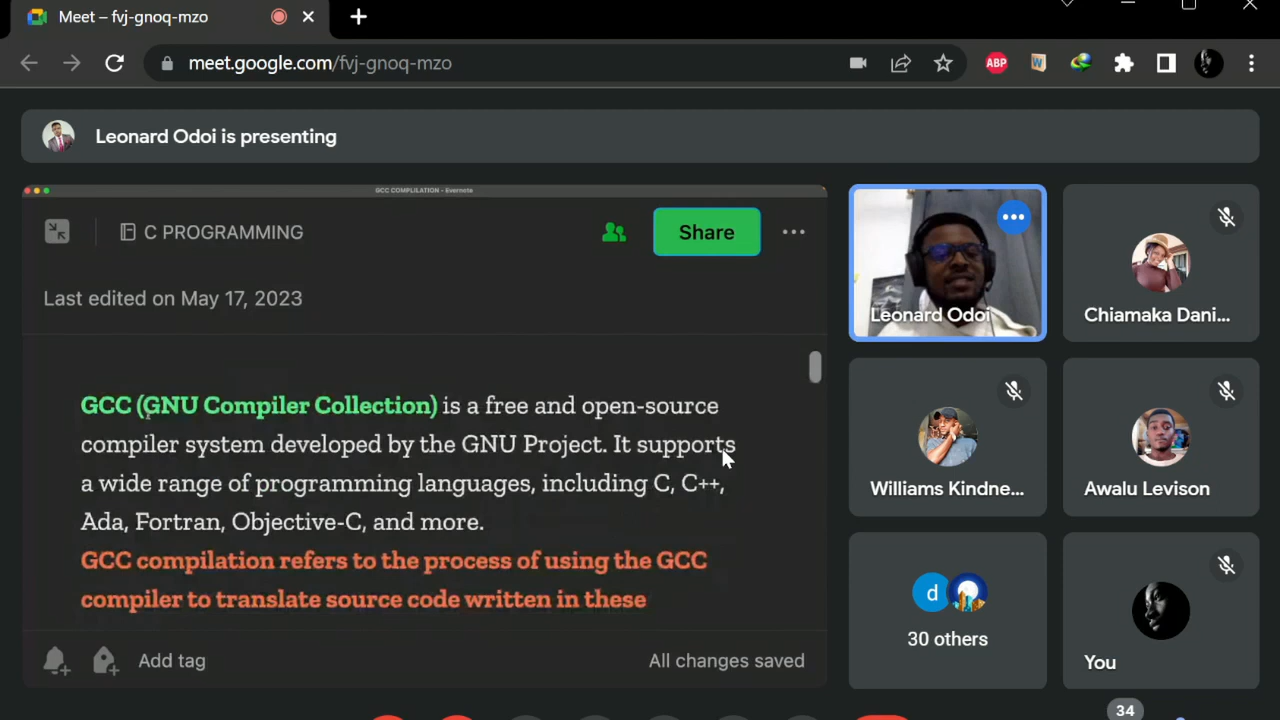 Meet – fvj-gnoq-mzo
meet.google.com/fvj-gnoq-mzo
ABP
W
Leonard Odoi is presenting
GCC COMPLILATION - Evernote
C PROGRAMMING
Share
Last edited on May 17, 2023
GCC (GNU Compiler Collection) is a free and open-source
compiler system developed by the GNU Project. It supports
a wide range of programming languages, including C, C++,
Ada, Fortran, Objective-C, and more.
GCC compilation refers to the process of using the GCC
compiler to translate source code written in these
Add tag
All changes saved
Leonard Odoi
Chiamaka Dani...
Williams Kindne...
Awalu Levison
d
30 others
You
34